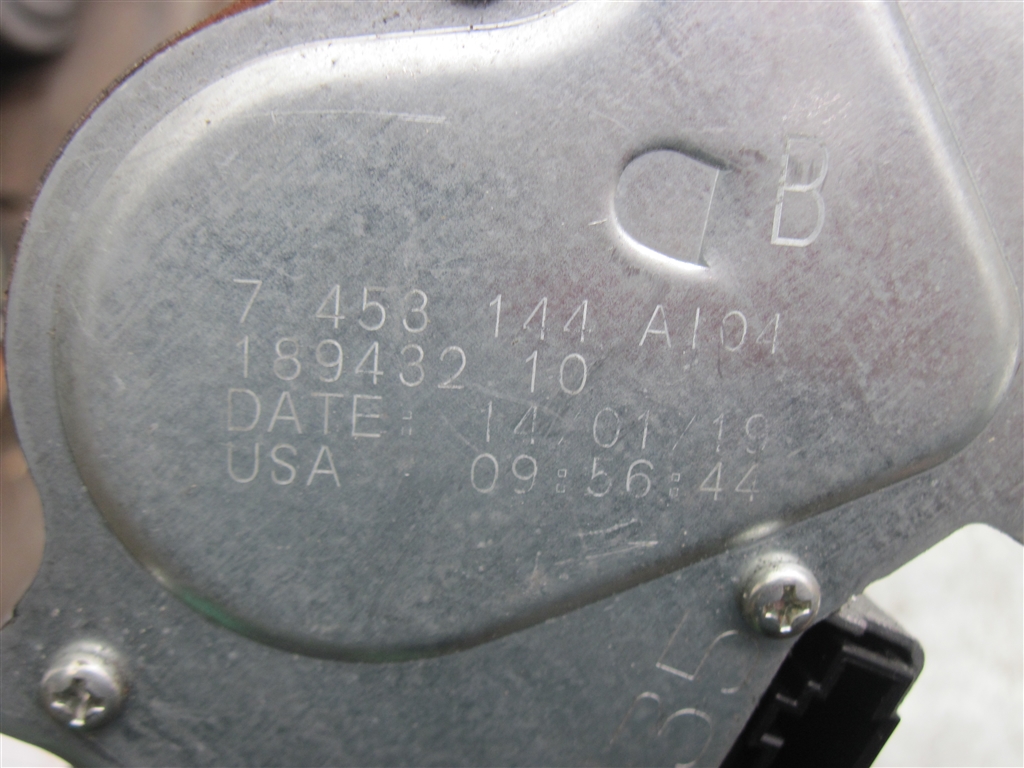 B
7 453 144 AI04
189432 10
DATE: 14/01/19
USA 09:56:44